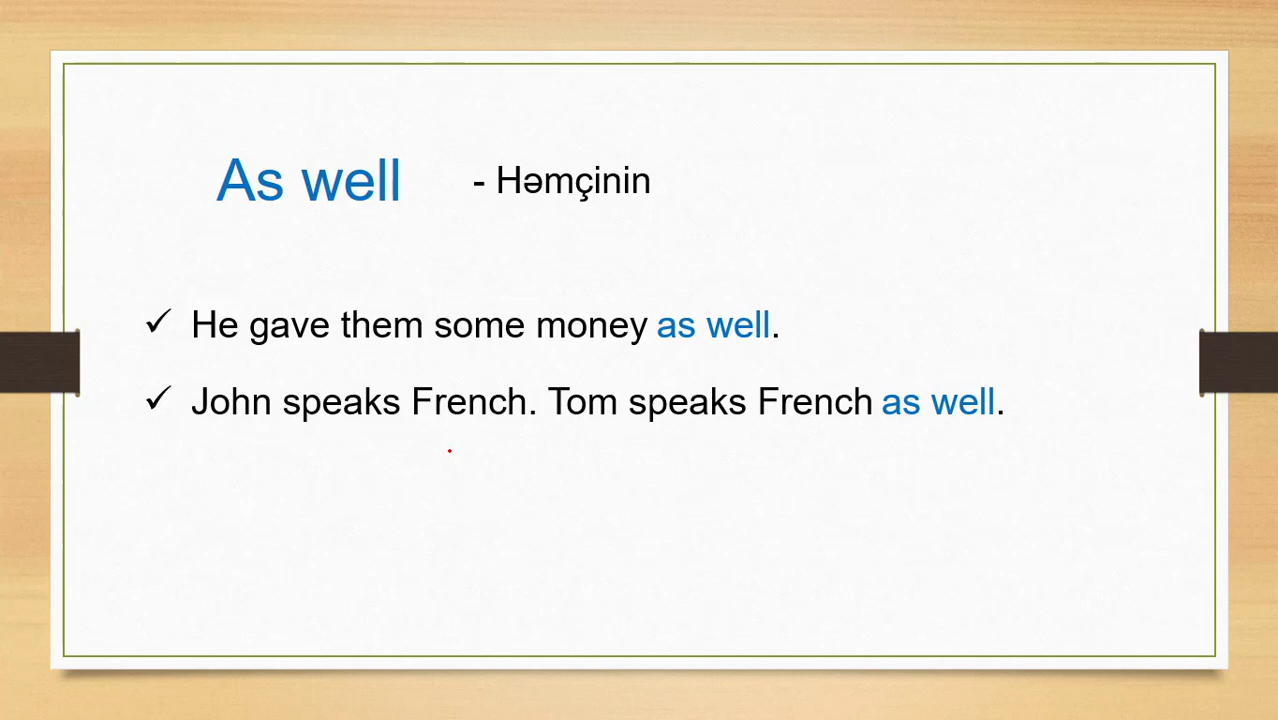 As well - Həmçinin
✓ He gave them some money as well.
✓ John speaks French. Tom speaks French as well.